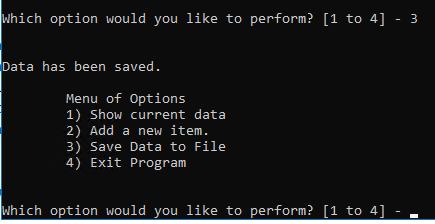 Which option would you like to perform? [1 to 4] - 3
Data has been saved.
Menu of Options
1) Show current data
2) Add a new item.
3) Save Data to File
4) Exit Program
Which option would you like to perform? [1 to 4] -